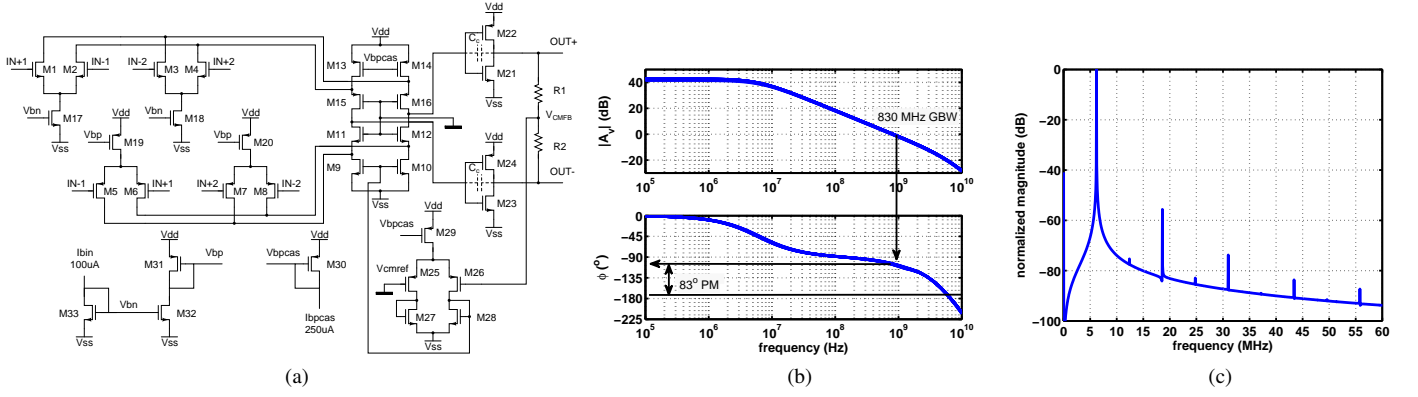 Vdd
M22
Cc
M21
Vss
OUT+
R1
VCMFB
R2
OUT-
Vdd
M24
Cc
M23
Vss
IN+1
M1
M2
IN-1
IN-2
M3
M4
IN+2
Vbn
M17
Vss
Vbn
M18
Vss
Vdd
Vbp
M19
Vdd
Vbp
M20
IN-1
M5
M6
IN+1
IN+2
M7
M8
IN-2
Vdd
M13
Vbpcas
M14
M15
M16
M11
M12
M9
M10
Vss
Ibin
100uA
Vdd
M31
Vbp
Vbn
M33
M32
Vss
Vss
Vdd
Vbpcas
M30
Ibpcas
250uA
Vdd
Vbpcas
M29
Vcmref
M25
M26
M27
M28
Vss
(a)
|Av| (dB)
40
20
0
−20
830 MHz GBW
10^5 10^6 10^7 10^8 10^9 10^10
ϕ (°)
0
−45
−90
−135
−180
−225
83° PM
10^5 10^6 10^7 10^8 10^9 10^10
frequency (Hz)
(b)
normalized magnitude (dB)
0
−20
−40
−60
−80
−100
0 5 10 15 20 25 30 35 40 45 50 55 60
frequency (MHz)
(c)